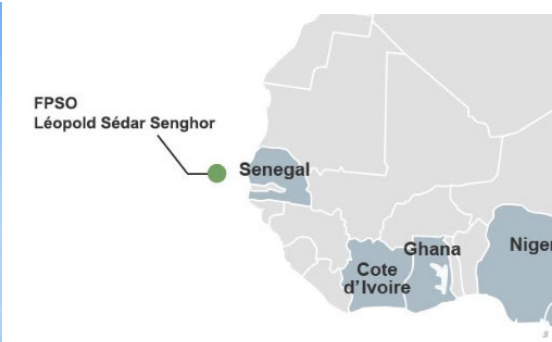 FPSO
Léopold Sédar Senghor
Senegal
Ghana
Niger
Cote
d'Ivoire